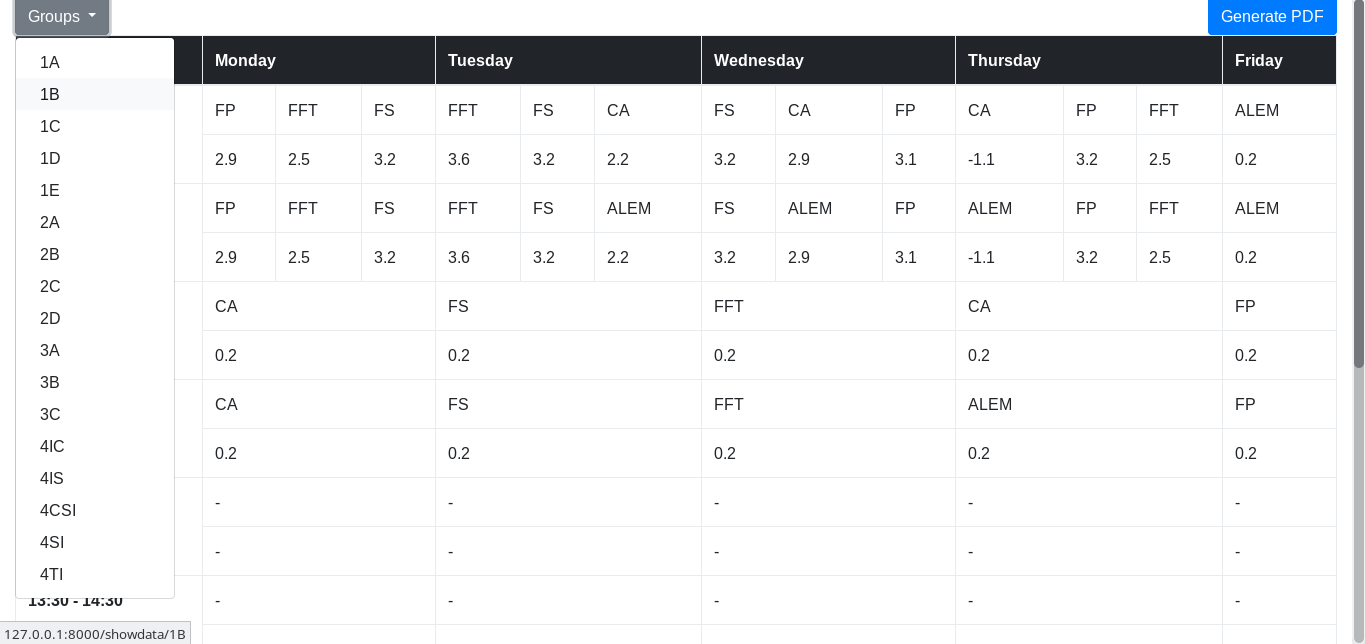 Groups Generate PDF
Monday Tuesday Wednesday Thursday Friday
1A
1B
1C
1D
1E
2A
2B
2C
2D
3A
3B
3C
4IC
4IS
4CSI
4SI
4TI
FP FFT FS FFT FS CA FS CA FP CA FP FFT ALEM
2.9 2.5 3.2 3.6 3.2 2.2 3.2 2.9 3.1 -1.1 3.2 2.5 0.2
FP FFT FS FFT FS ALEM FS ALEM FP ALEM FP FFT ALEM
2.9 2.5 3.2 3.6 3.2 2.2 3.2 2.9 3.1 -1.1 3.2 2.5 0.2
CA FS FFT CA FP
0.2 0.2 0.2 0.2 0.2
CA FS FFT ALEM FP
0.2 0.2 0.2 0.2 0.2
- - - - -
- - - - -
13:30 - 14:30 - - - - -
127.0.0.1:8000/showdata/1B